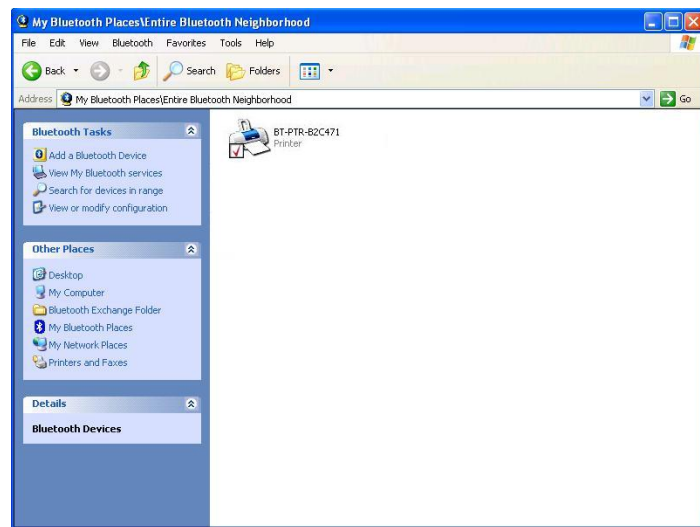 My Bluetooth Places\Entire Bluetooth Neighborhood
File Edit View Bluetooth Favorites Tools Help
Back Search Folders
Address My Bluetooth Places\Entire Bluetooth Neighborhood Go
Bluetooth Tasks
Add a Bluetooth Device
View My Bluetooth services
Search for devices in range
View or modify configuration
Other Places
Desktop
My Computer
Bluetooth Exchange Folder
My Bluetooth Places
My Network Places
Printers and Faxes
Details
Bluetooth Devices
BT-PTR-B2C471
Printer